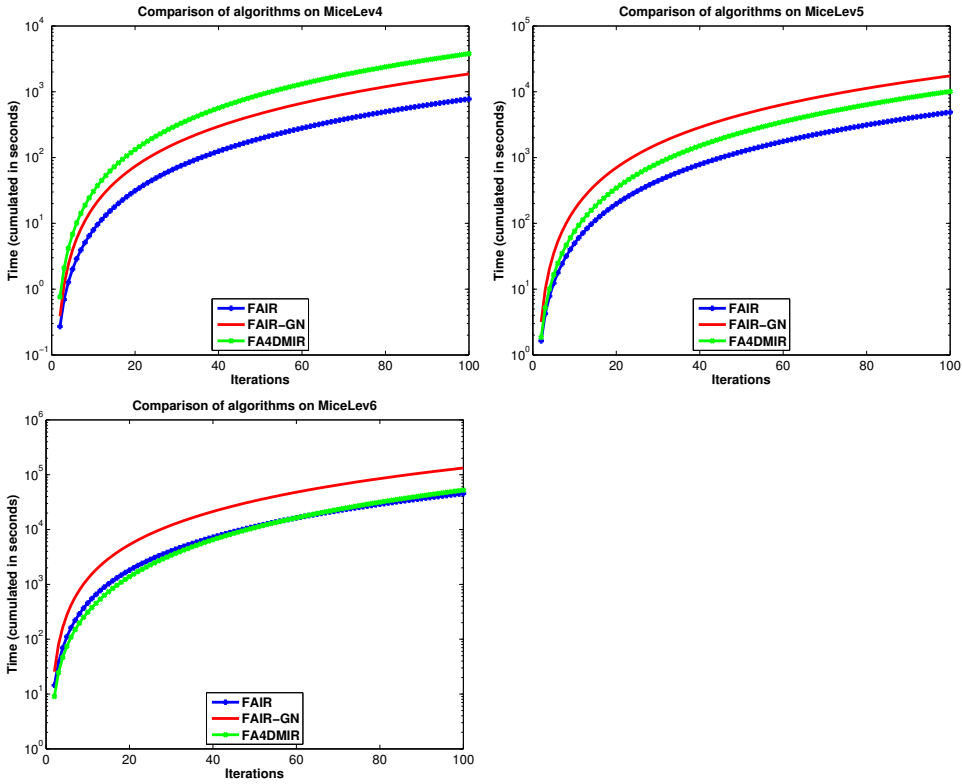 Comparison of algorithms on MiceLev4
Time (cumulated in seconds)
10^4
10^3
10^2
10^1
10^0
10^−1
0 20 40 60 80 100
Iterations
FAIR
FAIR−GN
FA4DMIR
Comparison of algorithms on MiceLev5
Time (cumulated in seconds)
10^5
10^4
10^3
10^2
10^1
10^0
0 20 40 60 80 100
Iterations
FAIR
FAIR−GN
FA4DMIR
Comparison of algorithms on MiceLev6
Time (cumulated in seconds)
10^6
10^5
10^4
10^3
10^2
10^1
10^0
0 20 40 60 80 100
Iterations
FAIR
FAIR−GN
FA4DMIR